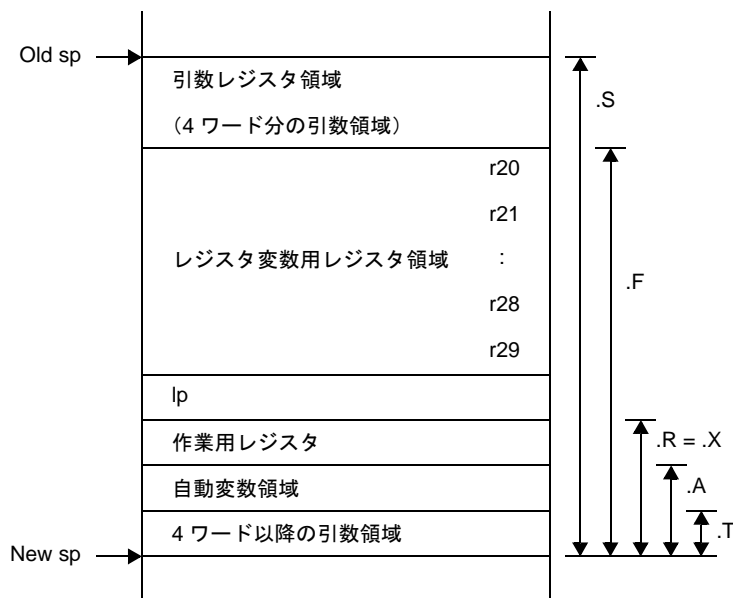 Old sp
引数レジスタ領域
(4 ワード分の引数領域)
.S
r20
r21
レジスタ変数用レジスタ領域 :
.F
r28
r29
lp
作業用レジスタ
.R = .X
自動変数領域
.A
4 ワード以降の引数領域
.T
New sp